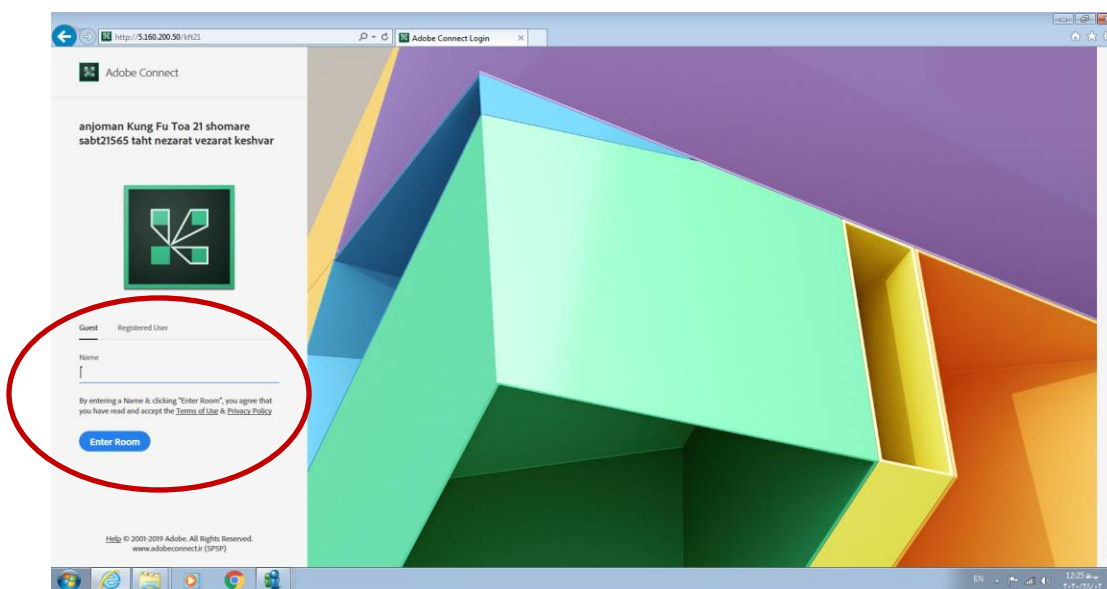 http://5.160.200.50/kft21
Adobe Connect Login
Adobe Connect
anjoman Kung Fu Toa 21 shomare
sabt21565 taht nezarat vezarat keshvar
Guest Registered User
Name
By entering a Name & clicking "Enter Room", you agree that
you have read and accept the Terms of Use & Privacy Policy
Enter Room
Help © 2001-2019 Adobe. All Rights Reserved.
www.adobeconnect.ir (SPSP)
EN
12:25 ب.ظ